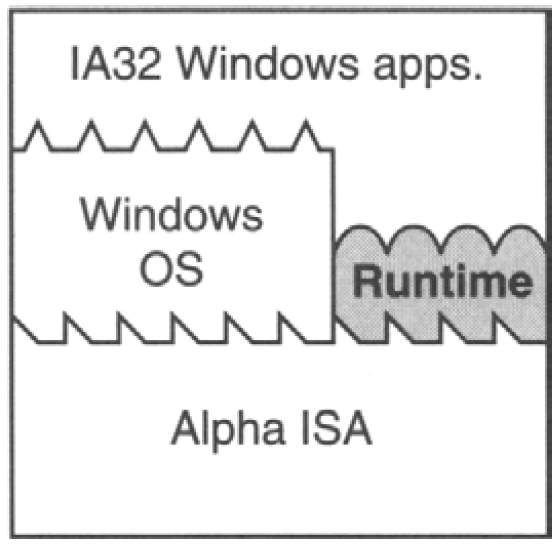 IA32 Windows apps.
Windows
OS
Runtime
Alpha ISA